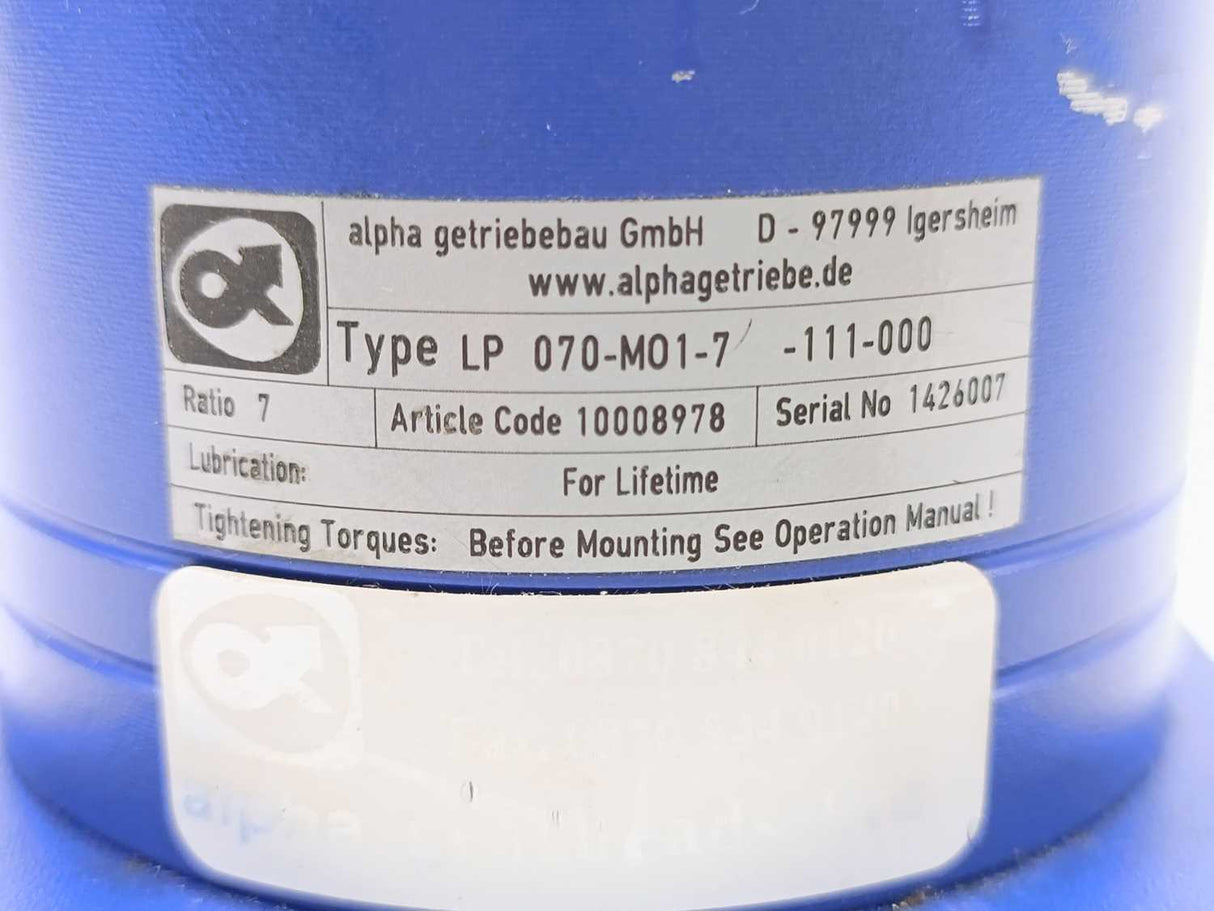 alpha getriebebau GmbH D - 97999 Igersheim
www.alphagetriebe.de
Type LP 070-MO1-7 -111-000
Ratio 7 Article Code 10008978 Serial No 1426007
Lubrication: For Lifetime
Tightening Torques: Before Mounting See Operation Manual !